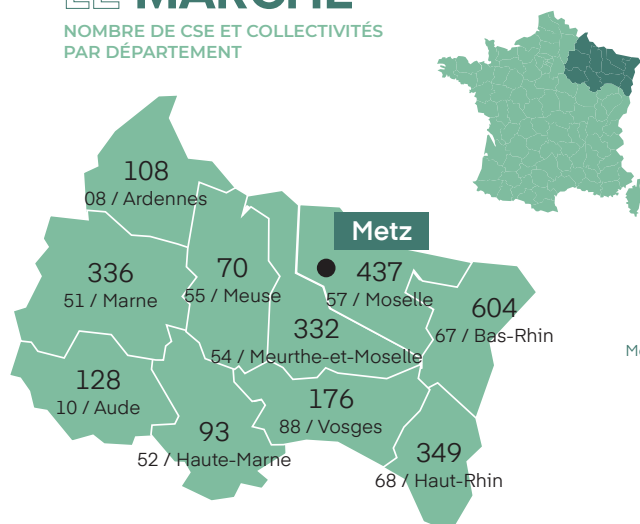 LE MARCHÉ
NOMBRE DE CSE ET COLLECTIVITÉS
PAR DÉPARTEMENT
108
08 / Ardennes
Metz
336
51 / Marne
70
55 / Meuse
437
57 / Moselle
604
67 / Bas-Rhin
332
54 / Meurthe-et-Moselle
128
10 / Aude
176
88 / Vosges
93
52 / Haute-Marne
349
68 / Haut-Rhin